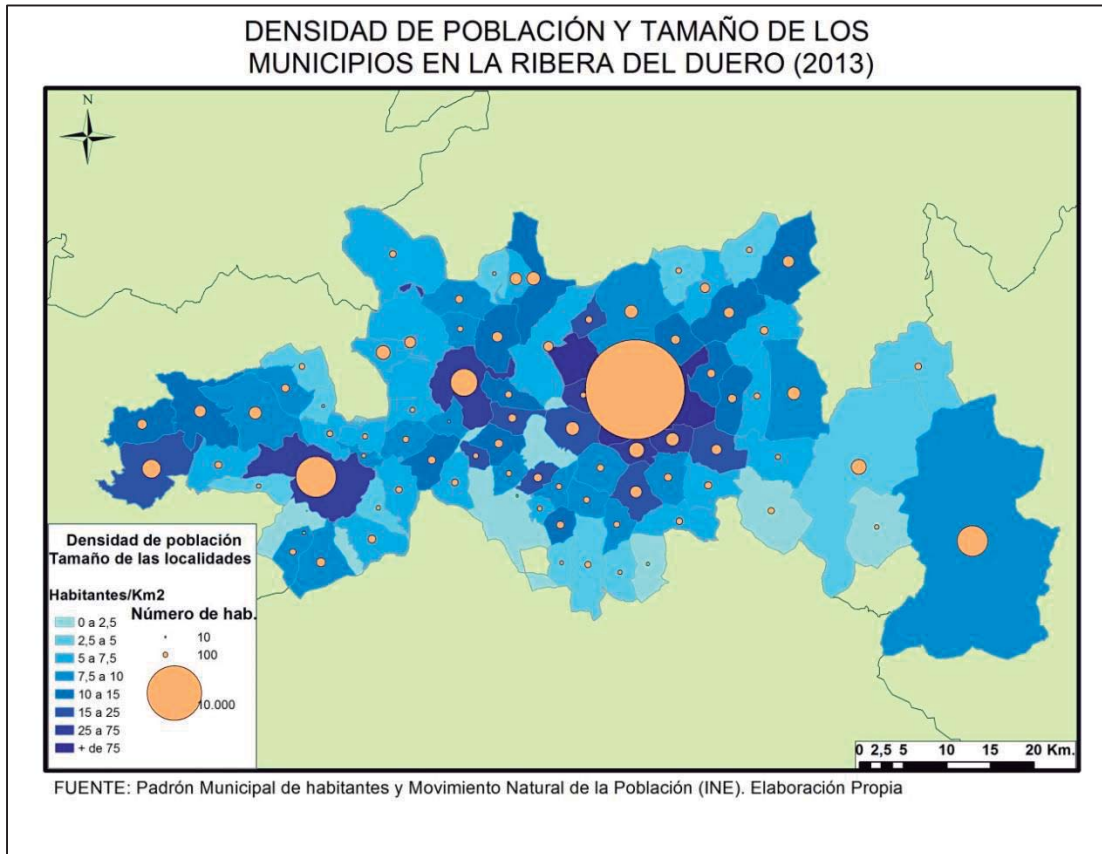 DENSIDAD DE POBLACIÓN Y TAMAÑO DE LOS
MUNICIPIOS EN LA RIBERA DEL DUERO (2013)
N
Densidad de población
Tamaño de las localidades
Habitantes/Km2
0 a 2,5
2,5 a 5
5 a 7,5
7,5 a 10
10 a 15
15 a 25
25 a 75
+ de 75
Número de hab.
10
100
10.000
0 2,5 5 10 15 20 Km.
FUENTE: Padrón Municipal de habitantes y Movimiento Natural de la Población (INE). Elaboración Propia